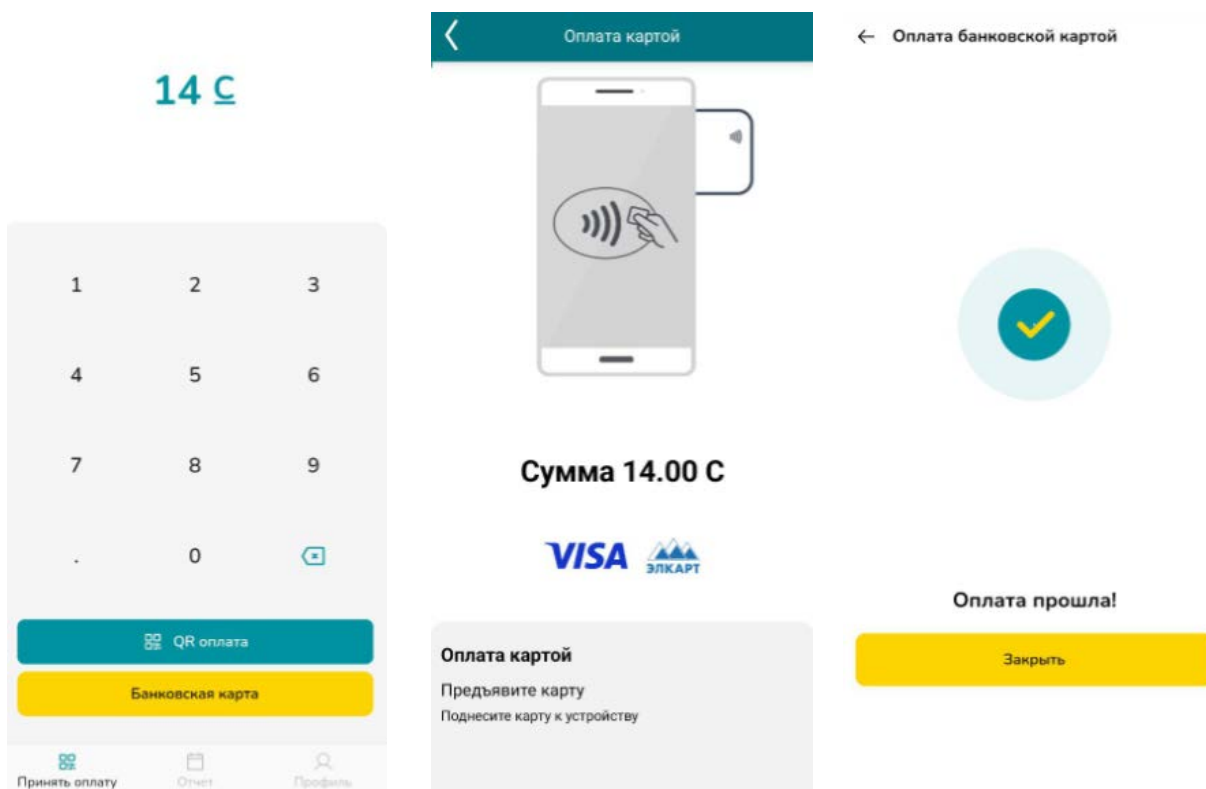 14 С
1 2 3
4 5 6
7 8 9
. 0
QR оплата
Банковская карта
Принять оплату Отчет Профиль
Оплата картой
Сумма 14.00 С
VISA ЭЛКАРТ
Оплата картой
Предъявите карту
Поднесите карту к устройству
Оплата банковской картой
Оплата прошла!
Закрыть